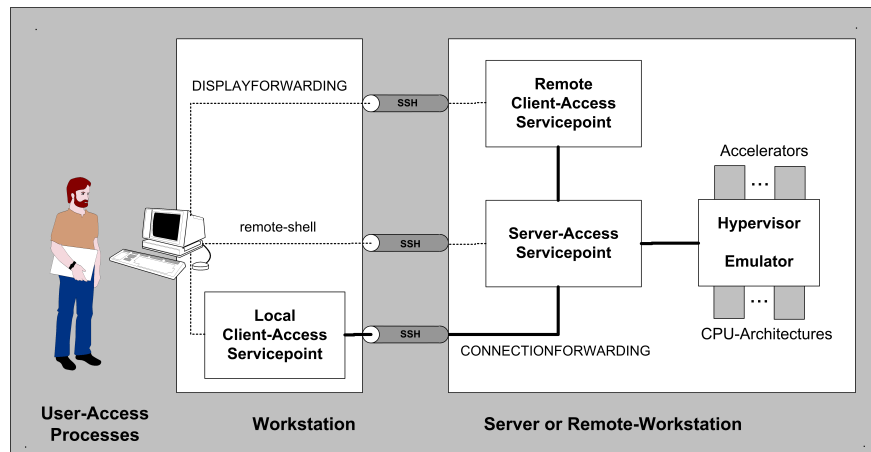 DISPLAYFORWARDING
SSH
Remote
Client-Access
Servicepoint
Accelerators
...
remote-shell
SSH
Server-Access
Servicepoint
Hypervisor
Emulator
...
CPU-Architectures
Local
Client-Access
Servicepoint
SSH
CONNECTIONFORWARDING
User-Access
Processes
Workstation
Server or Remote-Workstation